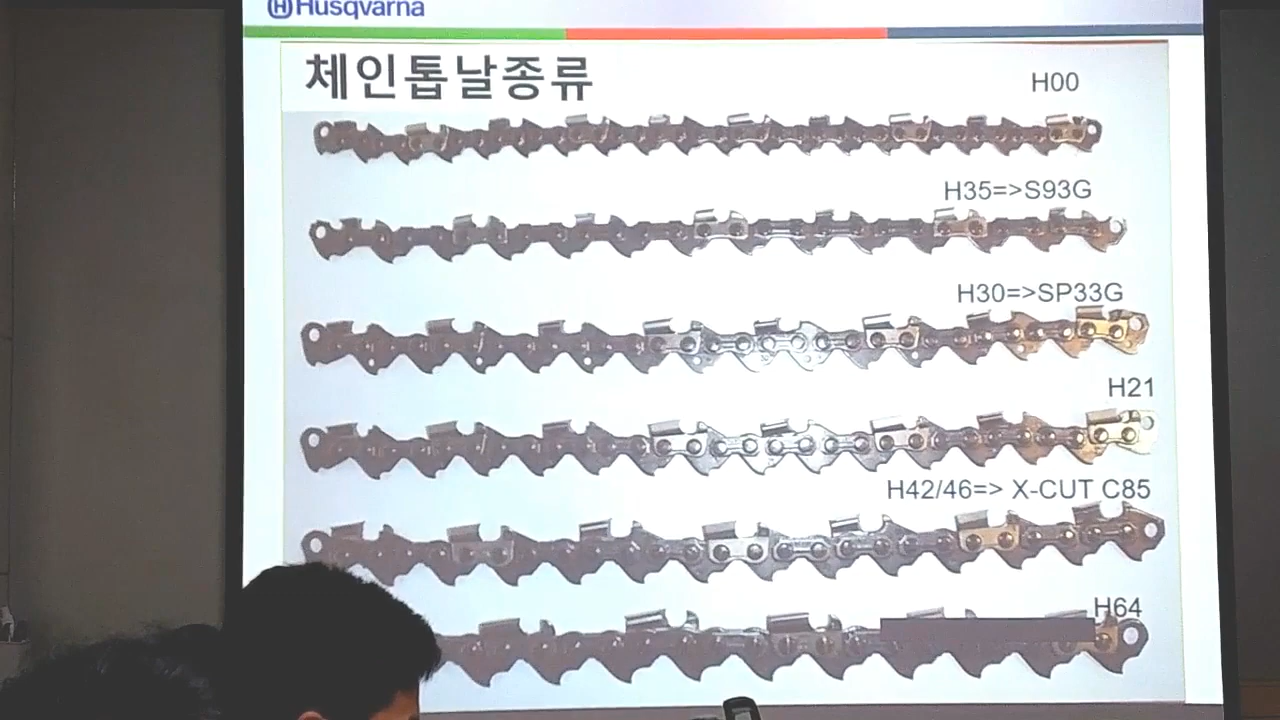 Husqvarna
체인톱날종류
H00
H35=>S93G
H30=>SP33G
H21
H42/46=> X-CUT C85
H64